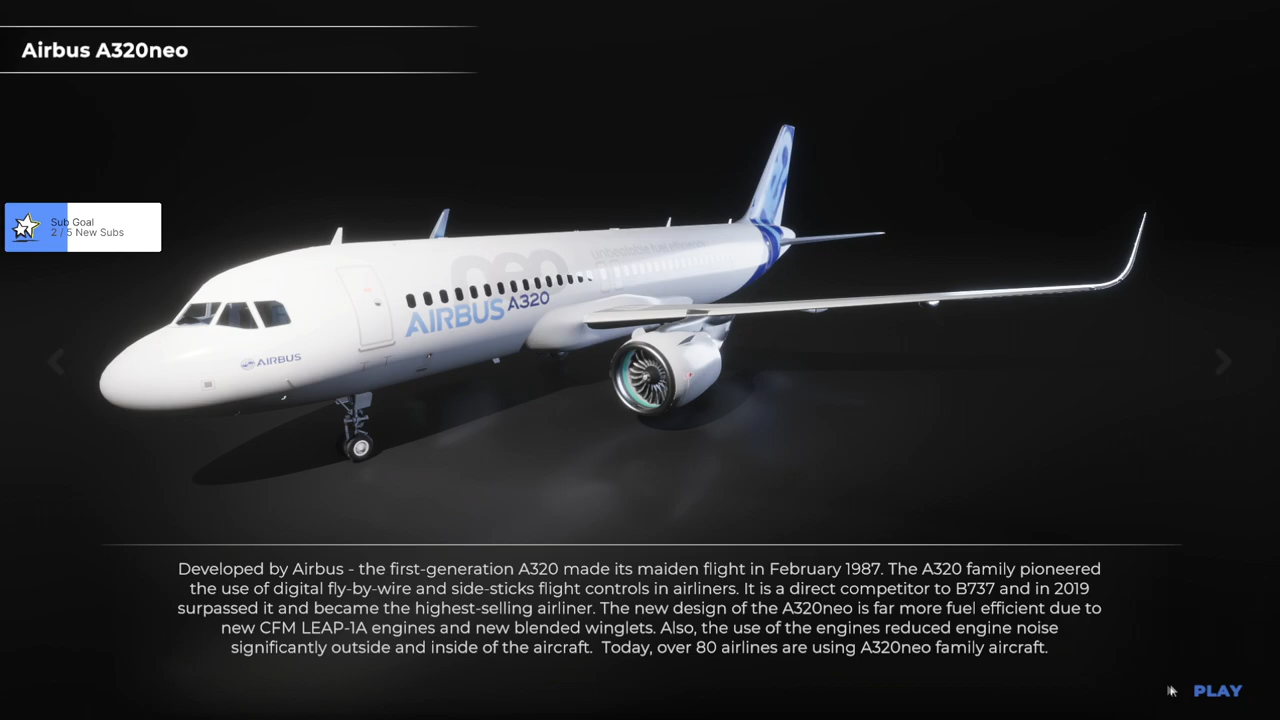 Airbus A320neo
Sub Goal
2 / 5 New Subs
neo
unbeatable fuel efficiency
AIRBUS A320
AIRBUS
Developed by Airbus - the first-generation A320 made its maiden flight in February 1987. The A320 family pioneered
the use of digital fly-by-wire and side-sticks flight controls in airliners. It is a direct competitor to B737 and in 2019
surpassed it and became the highest-selling airliner. The new design of the A320neo is far more fuel efficient due to
new CFM LEAP-1A engines and new blended winglets. Also, the use of the engines reduced engine noise
significantly outside and inside of the aircraft. Today, over 80 airlines are using A320neo family aircraft.
PLAY